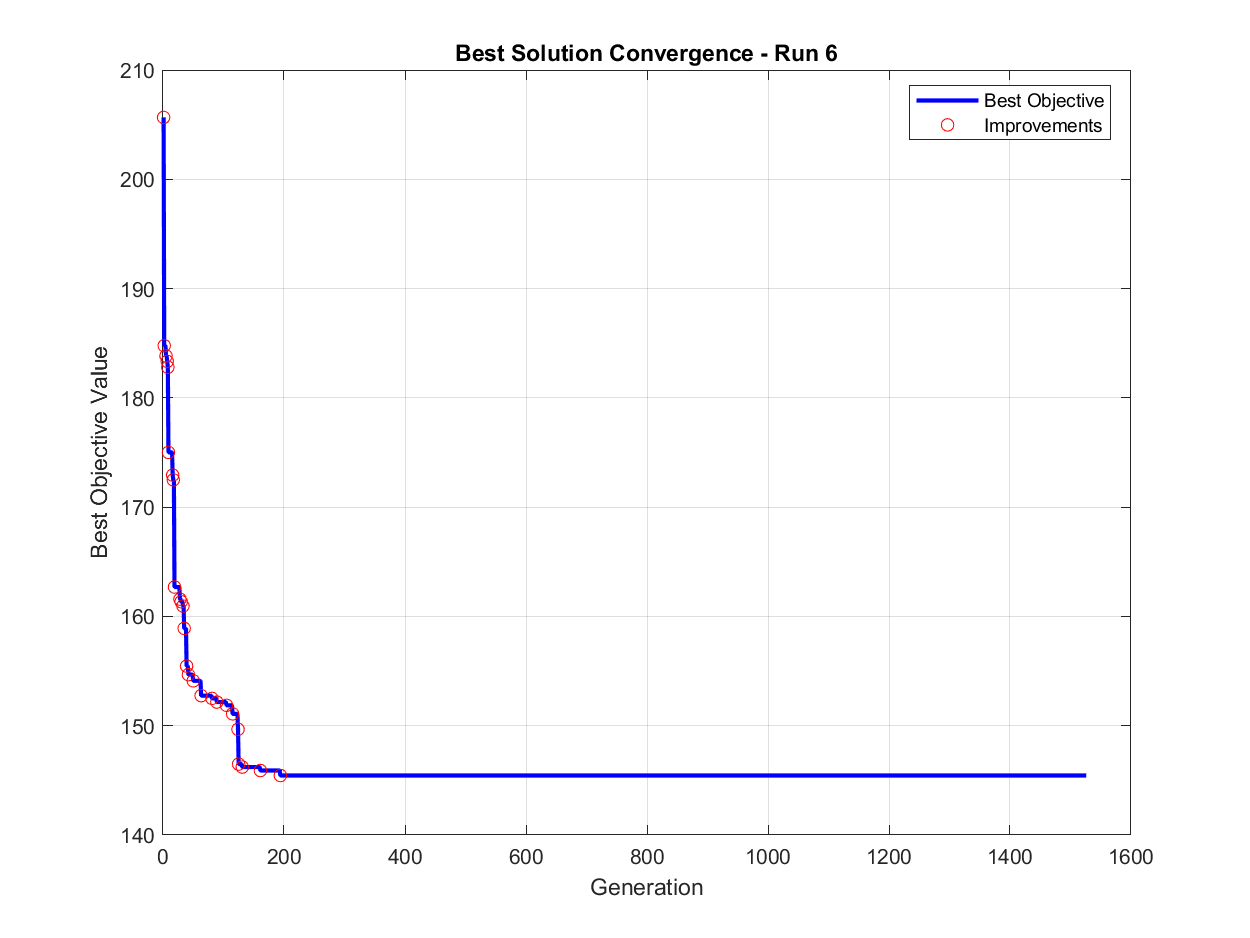 Best Solution Convergence - Run 6
Best Objective
Improvements
Best Objective Value
210
200
190
180
170
160
150
140
0 200 400 600 800 1000 1200 1400 1600
Generation